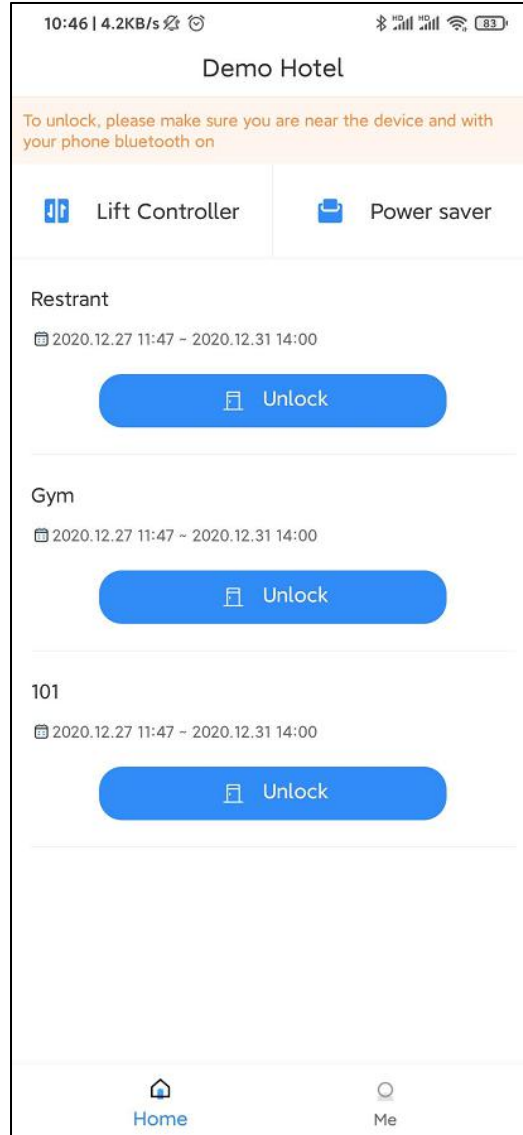 10:46 | 4.2KB/s HD HD 83
Demo Hotel
To unlock, please make sure you are near the device and with
your phone bluetooth on
Lift Controller Power saver
Restrant
2020.12.27 11:47 ~ 2020.12.31 14:00
Unlock
Gym
2020.12.27 11:47 ~ 2020.12.31 14:00
Unlock
101
2020.12.27 11:47 ~ 2020.12.31 14:00
Unlock
Home Me